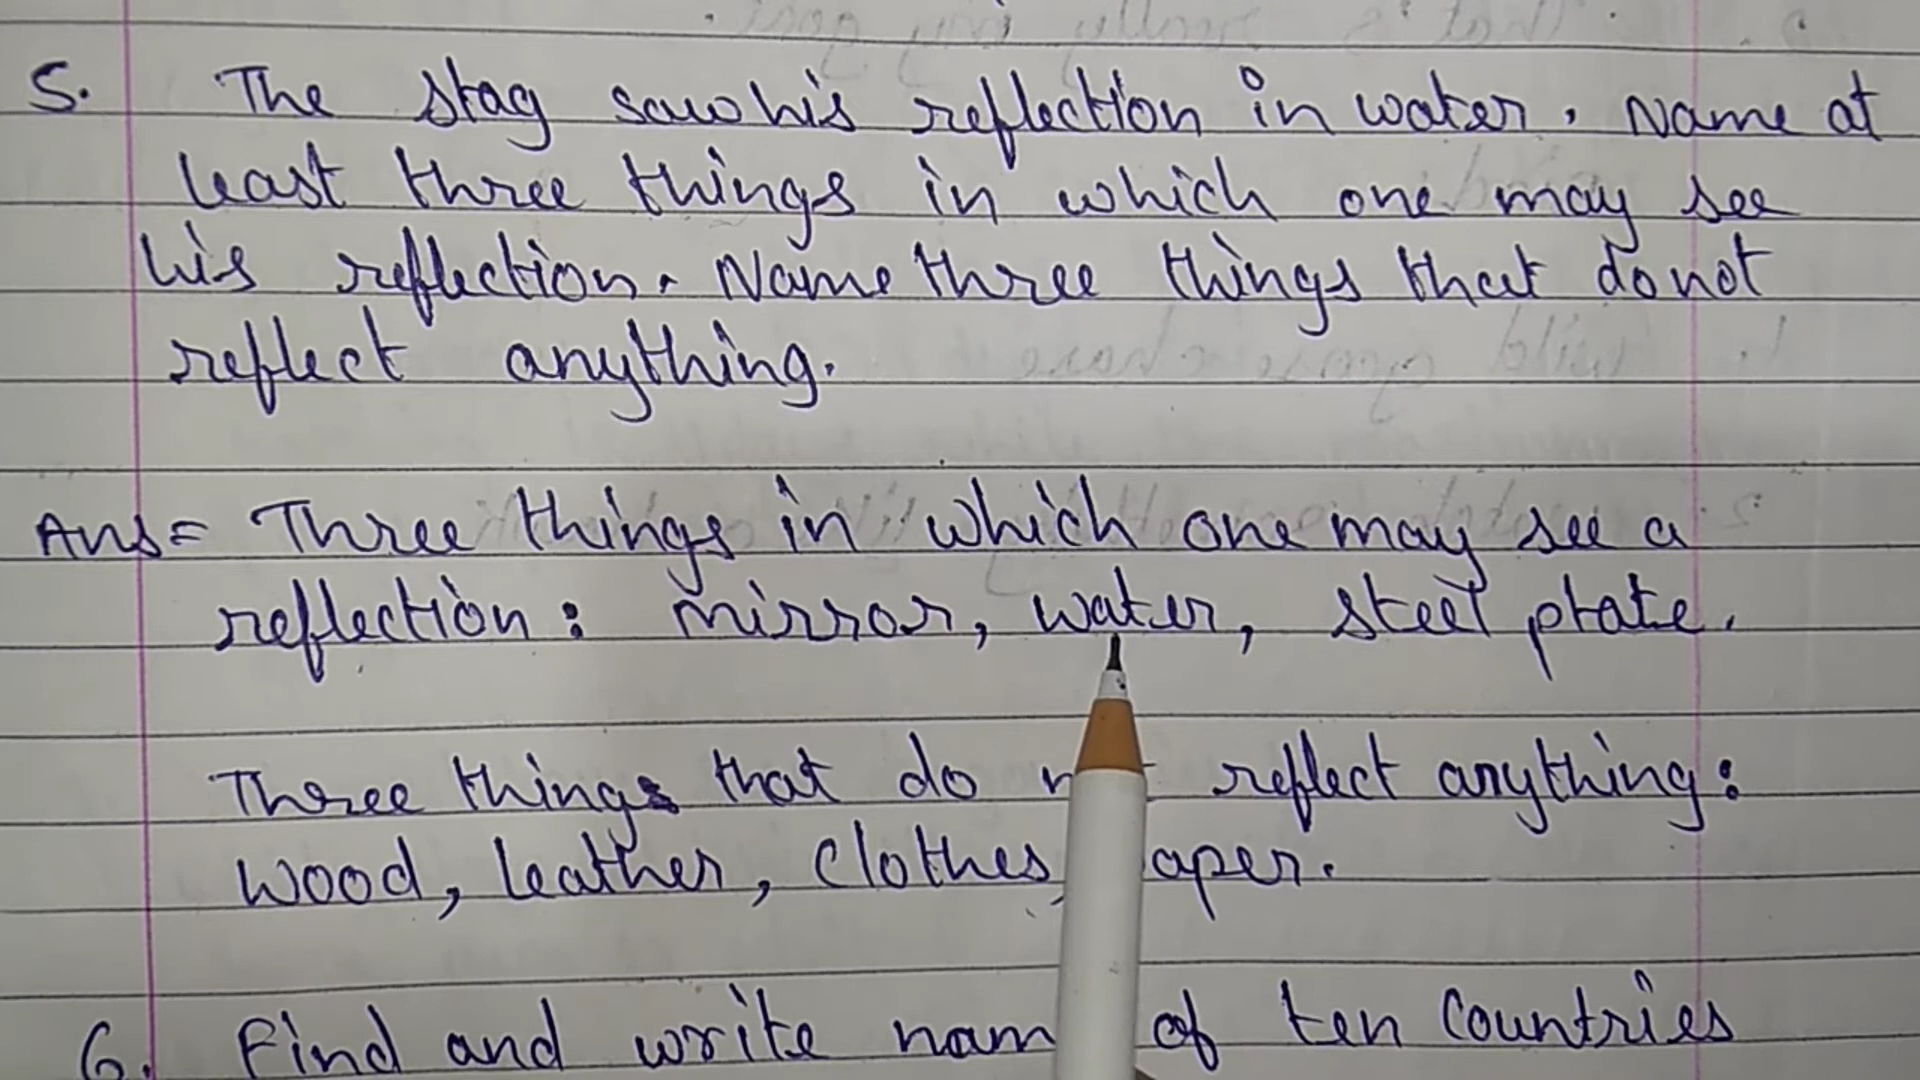 5. The stag saw his reflection in water. Name at
least three things in which one may see
his reflection. Name three things that do not
reflect anything.
Ans= Three things in which one may see a
reflection: mirror, water, steel plate.
Three things that do reflect anything:
Wood, leather, clothes,
6. Find and write of ten Countries